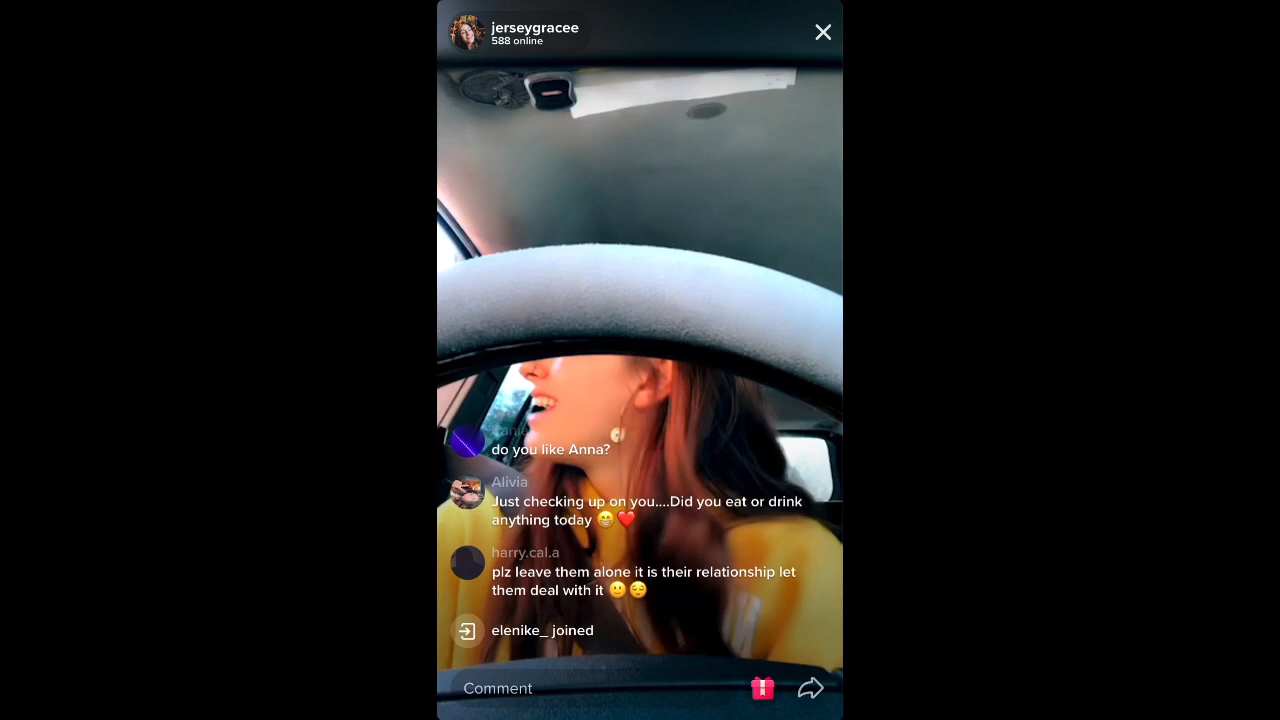 jerseygracee
588 online
do you like Anna?
Alivia
Just checking up on you....Did you eat or drink
anything today 😁❤️
harry.cal.a
plz leave them alone it is their relationship let
them deal with it 🙂😌
elenike_ joined
Comment